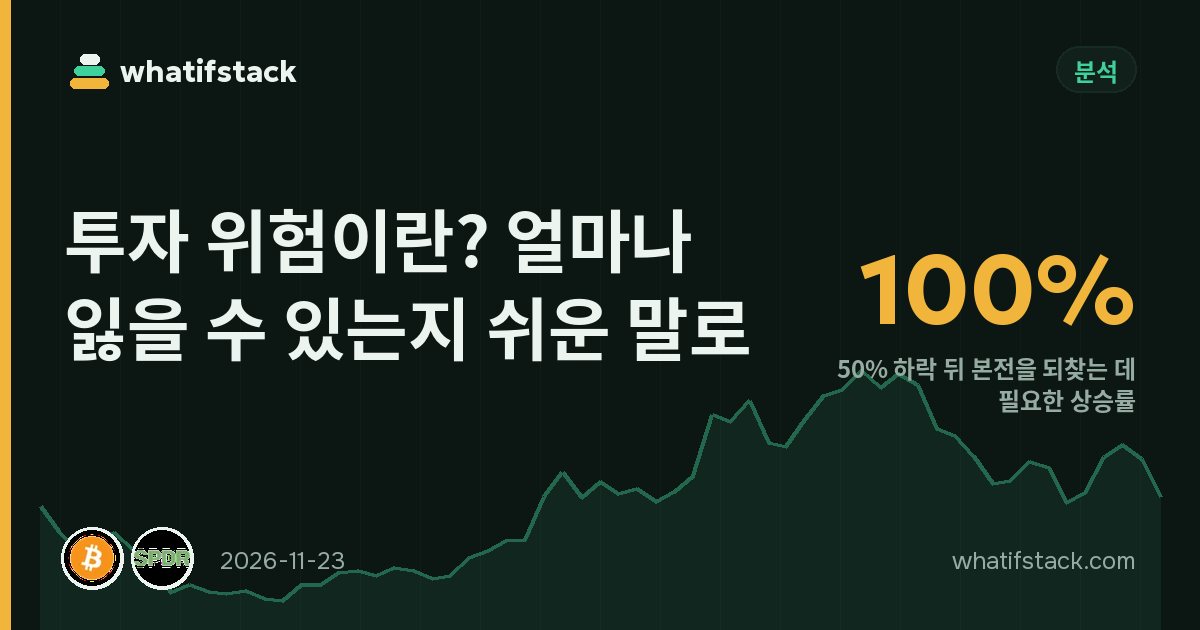 whatifstack
분석
투자 위험이란? 얼마나
잃을 수 있는지 쉬운 말로
100%
50% 하락 뒤 본전을 되찾는 데
필요한 상승률
SPDR
2026-11-23
whatifstack.com